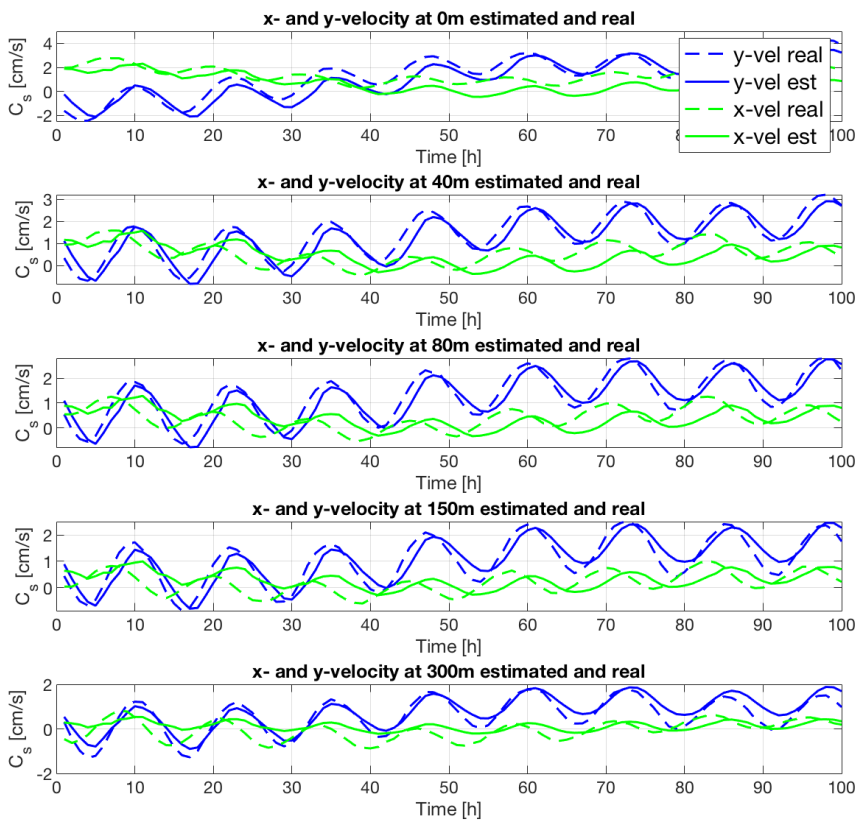 x- and y-velocity at 0m estimated and real
C_s [cm/s]
4
2
0
-2
0 10 20 30 40 50 60 70 8 100
Time [h]
y-vel real
y-vel est
x-vel real
x-vel est
x- and y-velocity at 40m estimated and real
C_s [cm/s]
3
2
1
0
0 10 20 30 40 50 60 70 80 90 100
Time [h]
x- and y-velocity at 80m estimated and real
C_s [cm/s]
2
1
0
0 10 20 30 40 50 60 70 80 90 100
Time [h]
x- and y-velocity at 150m estimated and real
C_s [cm/s]
2
1
0
0 10 20 30 40 50 60 70 80 90 100
Time [h]
x- and y-velocity at 300m estimated and real
C_s [cm/s]
2
0
-2
0 10 20 30 40 50 60 70 80 90 100
Time [h]